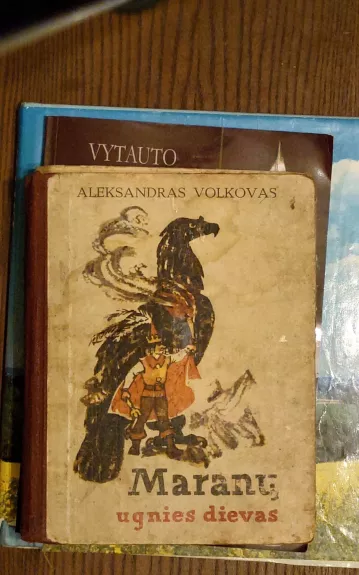 VYTAUTO
ALEKSANDRAS VOLKOVAS
Maranų
ugnies dievas